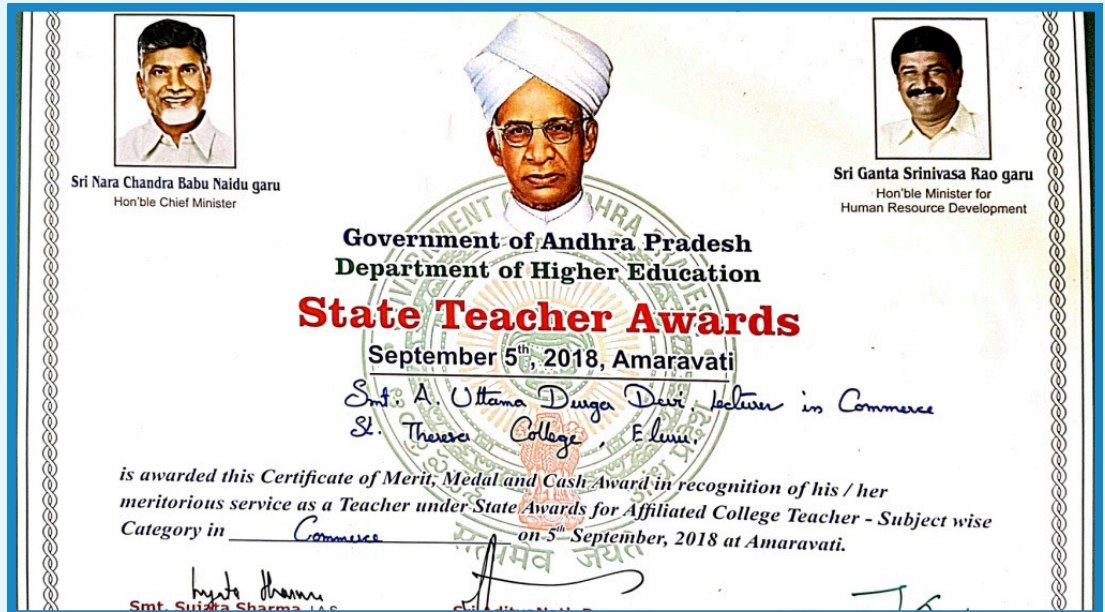 Sri Nara Chandra Babu Naidu garu
Hon'ble Chief Minister
Sri Ganta Srinivasa Rao garu
Hon'ble Minister for
Human Resource Development
Government of Andhra Pradesh
Department of Higher Education
State Teacher Awards
September 5th, 2018, Amaravati
Smt. A. Uttama Durga Devi, Lecturer in Commerce
St. Theresa College, Eluru.
is awarded this Certificate of Merit, Medal and Cash Award in recognition of his / her
meritorious service as a Teacher under State Awards for Affiliated College Teacher - Subject wise
Category in Commerce on 5th September, 2018 at Amaravati.
सत्यमेव जयते
Smt. Sujata Sharma, I.A.S